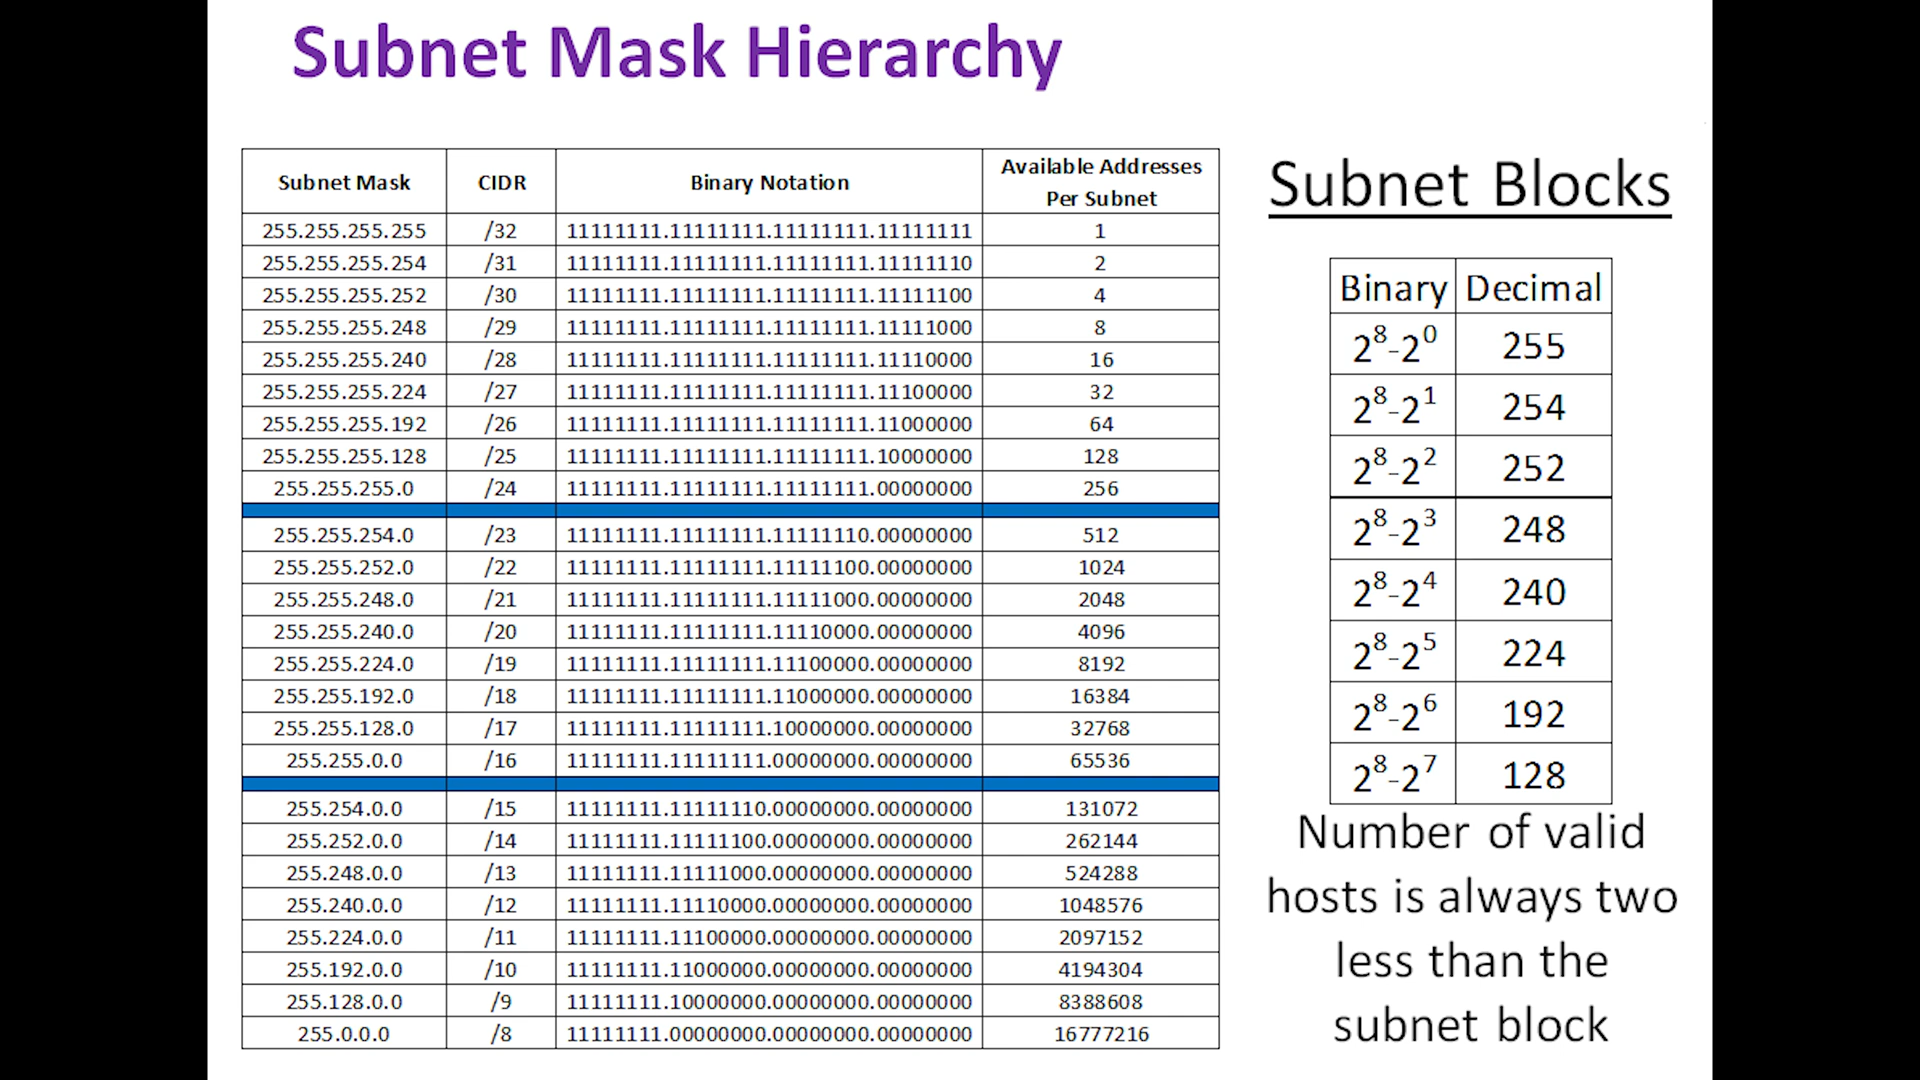 Subnet Mask Hierarchy
Subnet Mask CIDR Binary Notation Available Addresses Per Subnet
255.255.255.255 /32 11111111.11111111.11111111.11111111 1
255.255.255.254 /31 11111111.11111111.11111111.11111110 2
255.255.255.252 /30 11111111.11111111.11111111.11111100 4
255.255.255.248 /29 11111111.11111111.11111111.11111000 8
255.255.255.240 /28 11111111.11111111.11111111.11110000 16
255.255.255.224 /27 11111111.11111111.11111111.11100000 32
255.255.255.192 /26 11111111.11111111.11111111.11000000 64
255.255.255.128 /25 11111111.11111111.11111111.10000000 128
255.255.255.0 /24 11111111.11111111.11111111.00000000 256
255.255.254.0 /23 11111111.11111111.11111110.00000000 512
255.255.252.0 /22 11111111.11111111.11111100.00000000 1024
255.255.248.0 /21 11111111.11111111.11111000.00000000 2048
255.255.240.0 /20 11111111.11111111.11110000.00000000 4096
255.255.224.0 /19 11111111.11111111.11100000.00000000 8192
255.255.192.0 /18 11111111.11111111.11000000.00000000 16384
255.255.128.0 /17 11111111.11111111.10000000.00000000 32768
255.255.0.0 /16 11111111.11111111.00000000.00000000 65536
255.254.0.0 /15 11111111.11111110.00000000.00000000 131072
255.252.0.0 /14 11111111.11111100.00000000.00000000 262144
255.248.0.0 /13 11111111.11111000.00000000.00000000 524288
255.240.0.0 /12 11111111.11110000.00000000.00000000 1048576
255.224.0.0 /11 11111111.11100000.00000000.00000000 2097152
255.192.0.0 /10 11111111.11000000.00000000.00000000 4194304
255.128.0.0 /9 11111111.10000000.00000000.00000000 8388608
255.0.0.0 /8 11111111.00000000.00000000.00000000 16777216
Subnet Blocks
Binary Decimal
2⁸-2⁰ 255
2⁸-2¹ 254
2⁸-2² 252
2⁸-2³ 248
2⁸-2⁴ 240
2⁸-2⁵ 224
2⁸-2⁶ 192
2⁸-2⁷ 128
Number of valid
hosts is always two
less than the
subnet block